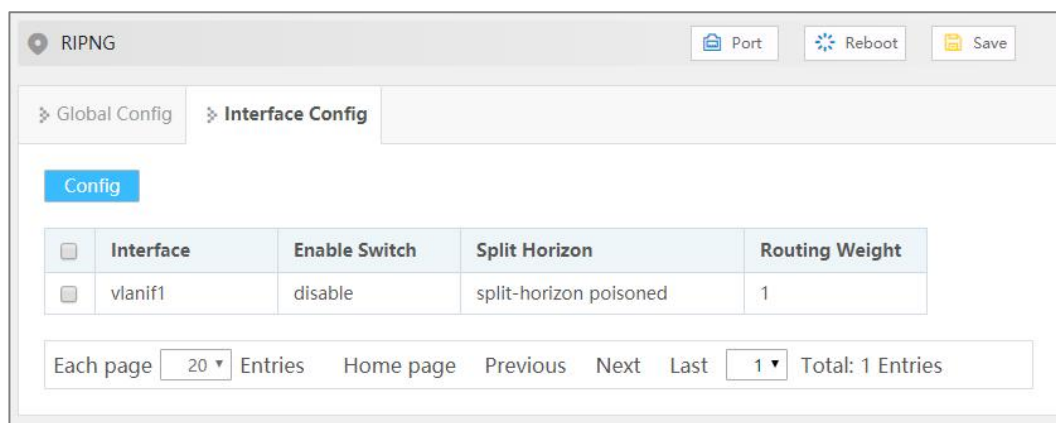 RIPNG Port Reboot Save
Global Config Interface Config
Config
Interface Enable Switch Split Horizon Routing Weight
vlanif1 disable split-horizon poisoned 1
Each page 20 Entries Home page Previous Next Last 1 Total: 1 Entries